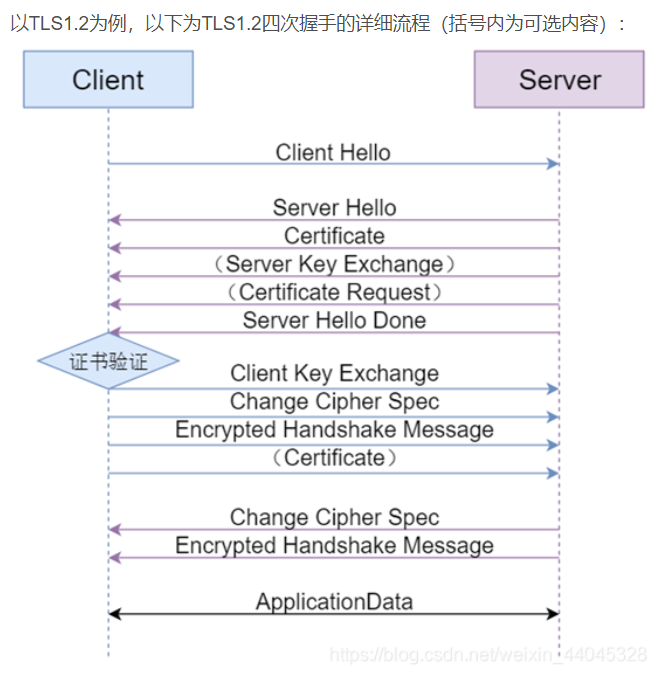 以TLS1.2为例，以下为TLS1.2四次握手的详细流程（括号内为可选内容）：
Client
Server
Client Hello
Server Hello
Certificate
（Server Key Exchange）
（Certificate Request）
Server Hello Done
证书验证
Client Key Exchange
Change Cipher Spec
Encrypted Handshake Message
（Certificate）
Change Cipher Spec
Encrypted Handshake Message
ApplicationData
https://blog.csdn.net/weixin_44045328